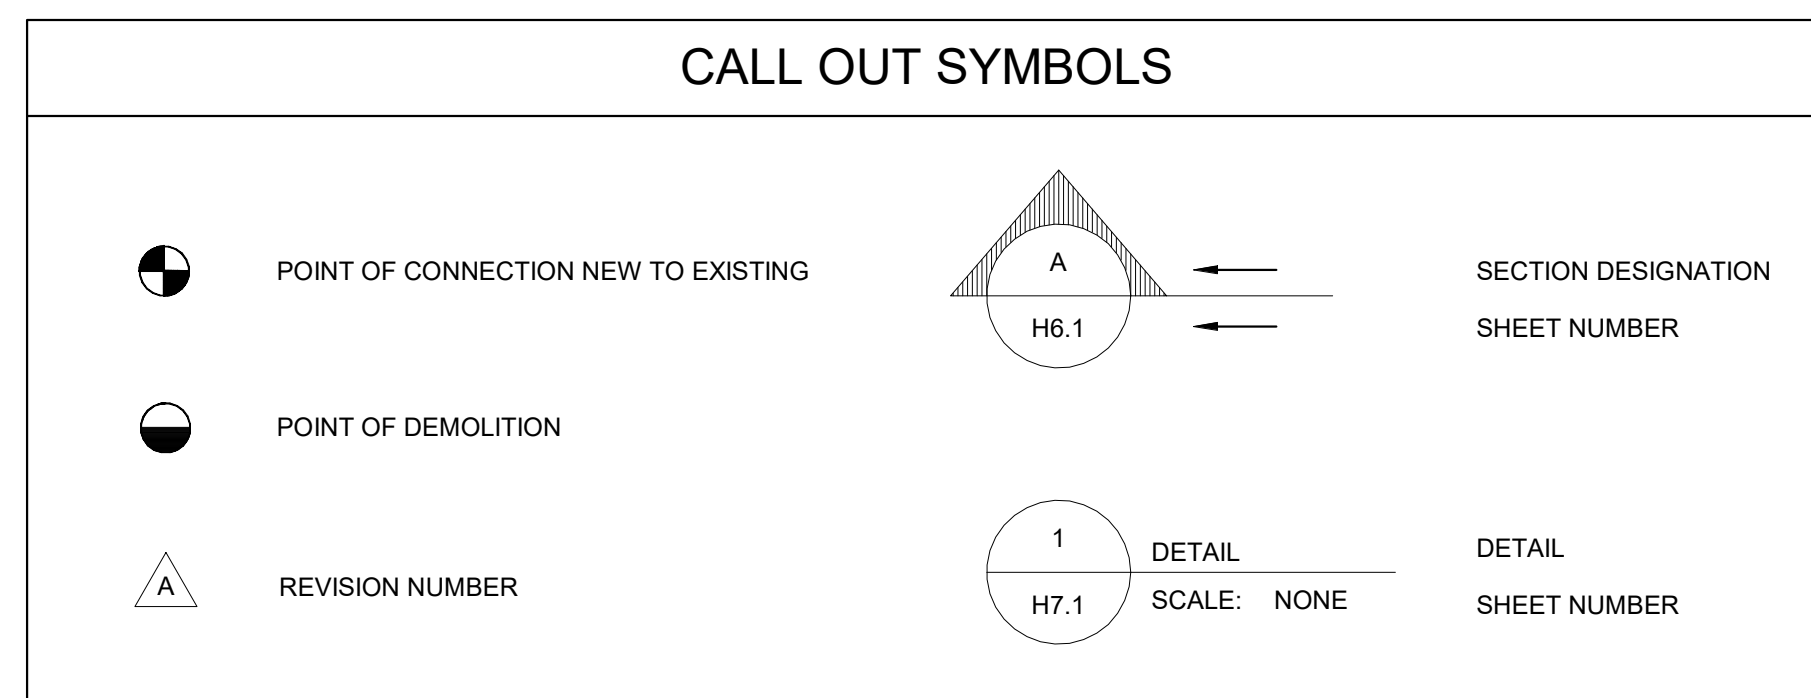 CALL OUT SYMBOLS
POINT OF CONNECTION NEW TO EXISTING
POINT OF DEMOLITION
A
REVISION NUMBER
A
SECTION DESIGNATION
H6.1
SHEET NUMBER
1
DETAIL
DETAIL
H7.1
SCALE: NONE
SHEET NUMBER